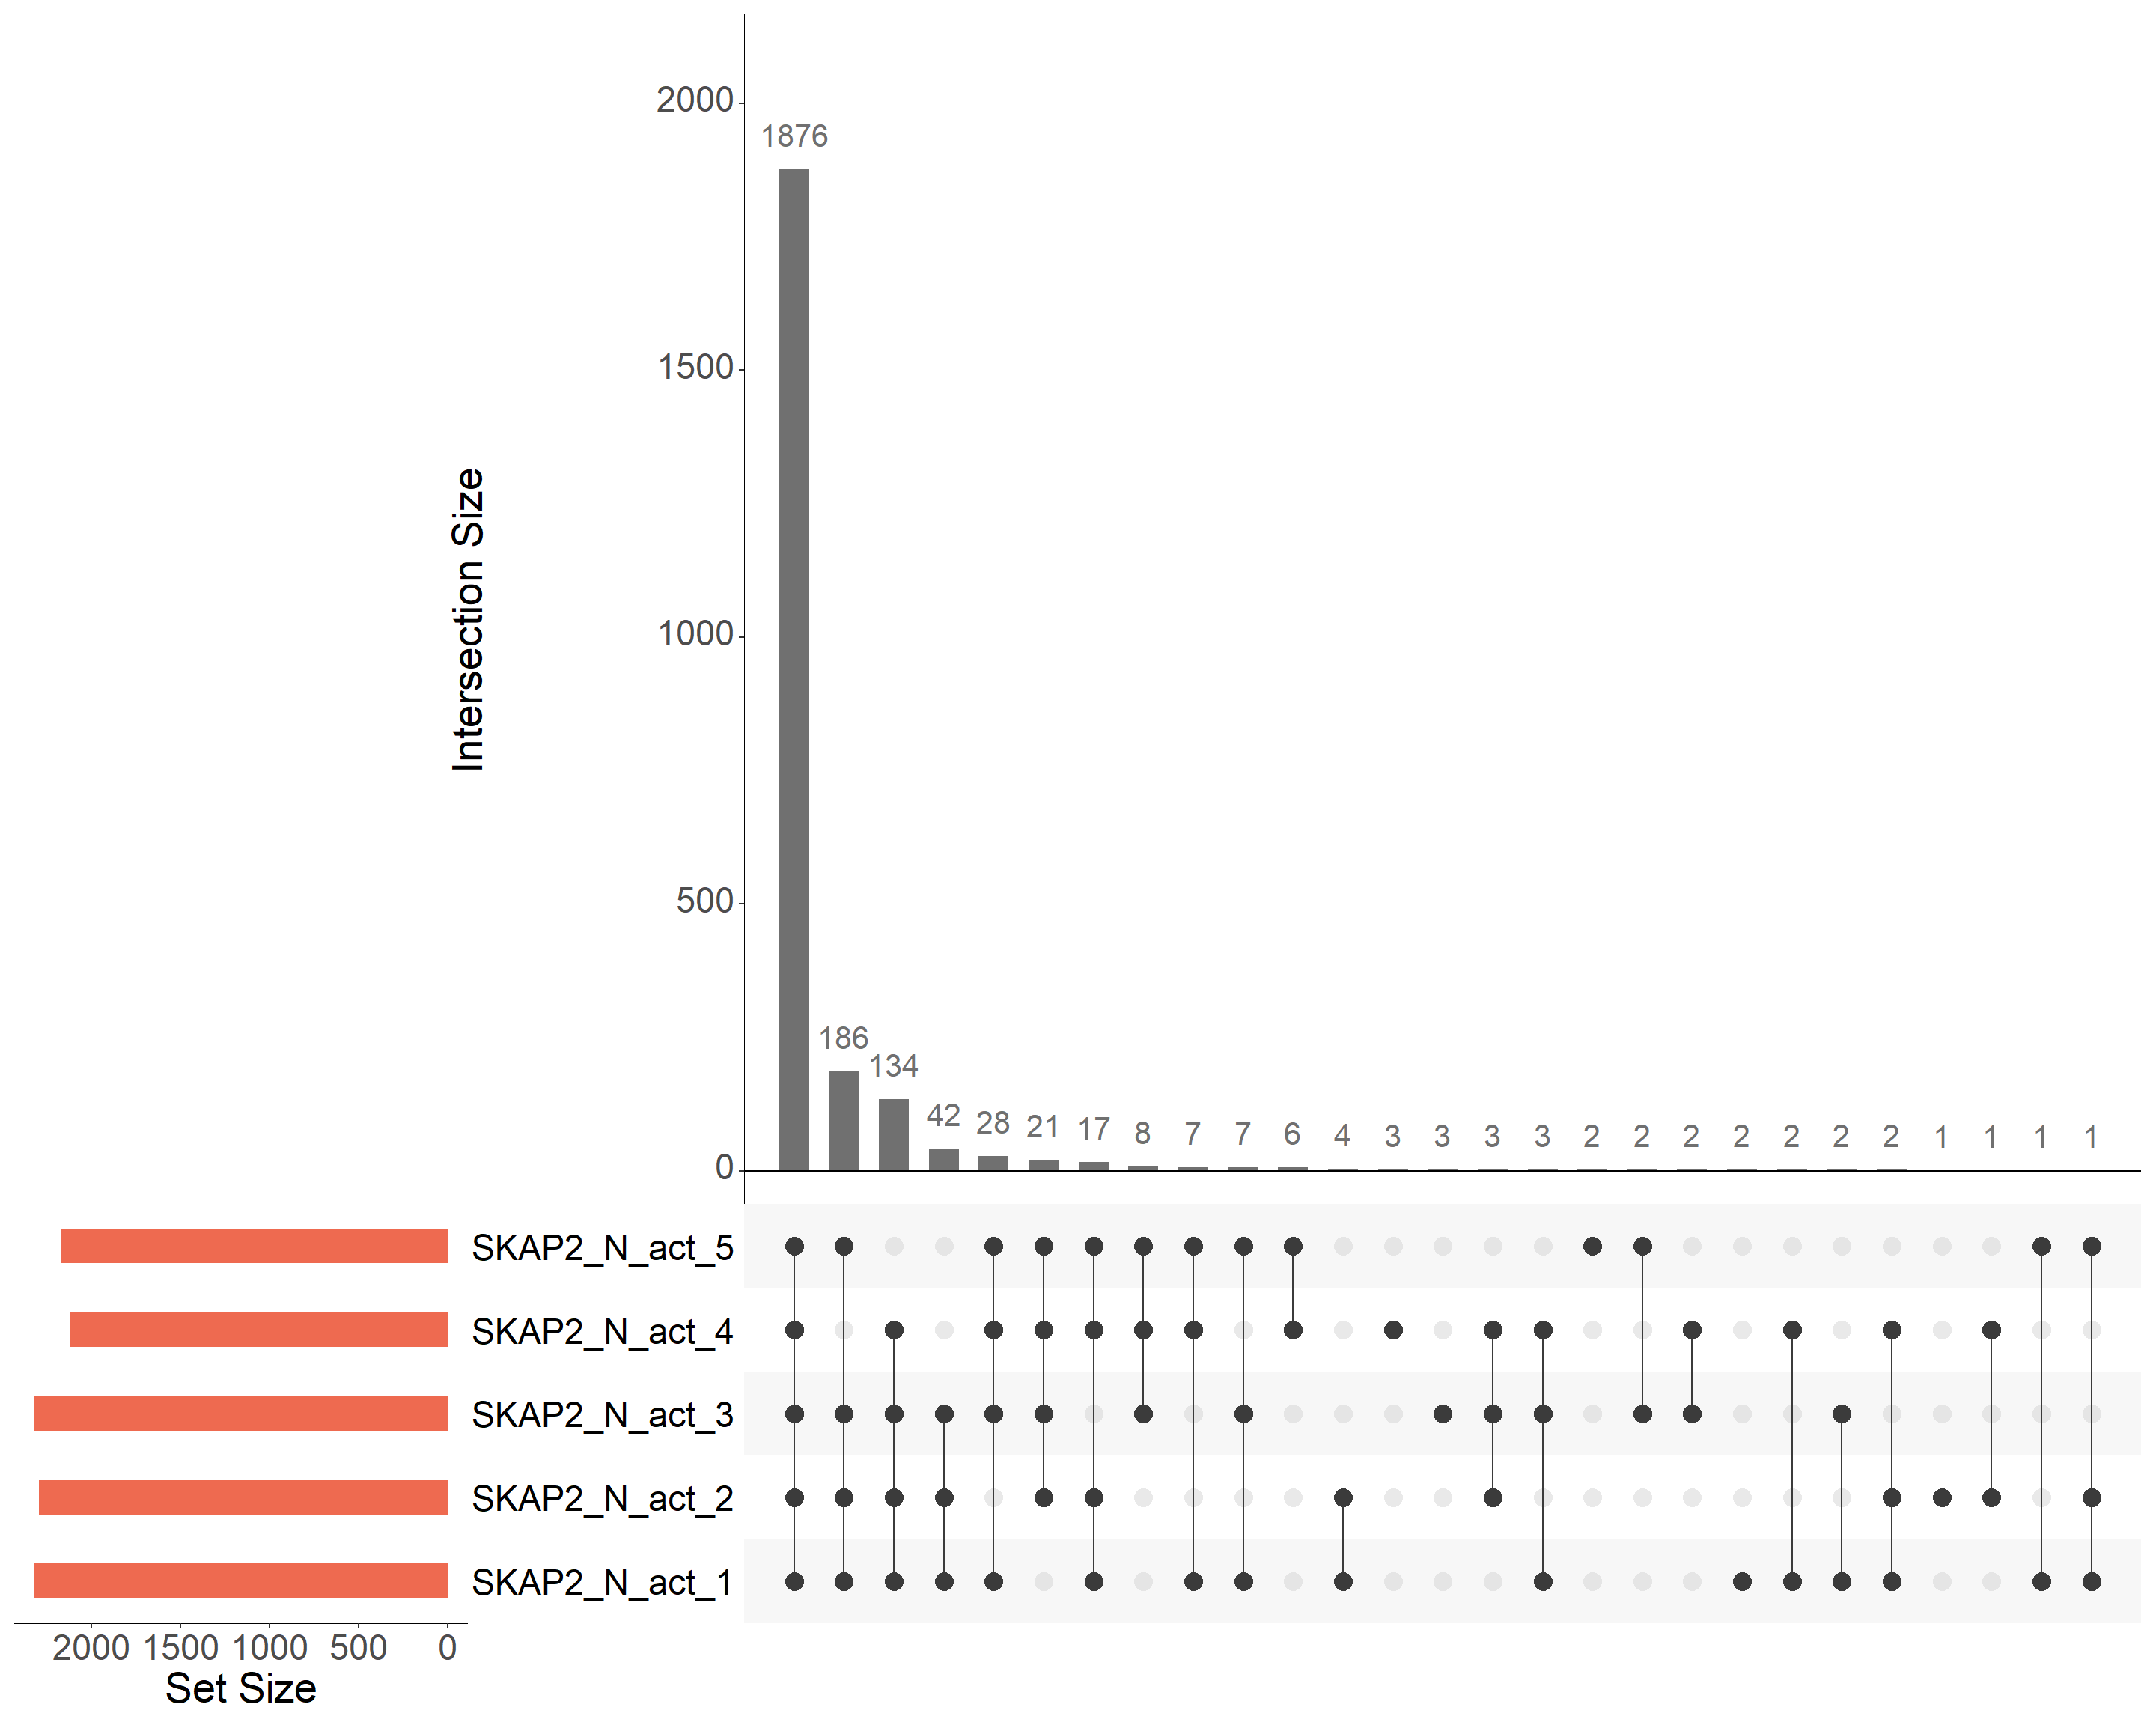 2000
1500
1000
500
0
Intersection Size
1876
186
134
42 28 21 17 8 7 7 6 4 3 3 3 3 2 2 2 2 2 2 2 1 1 1 1
SKAP2_N_act_5
SKAP2_N_act_4
SKAP2_N_act_3
SKAP2_N_act_2
SKAP2_N_act_1
2000 1500 1000 500 0
Set Size